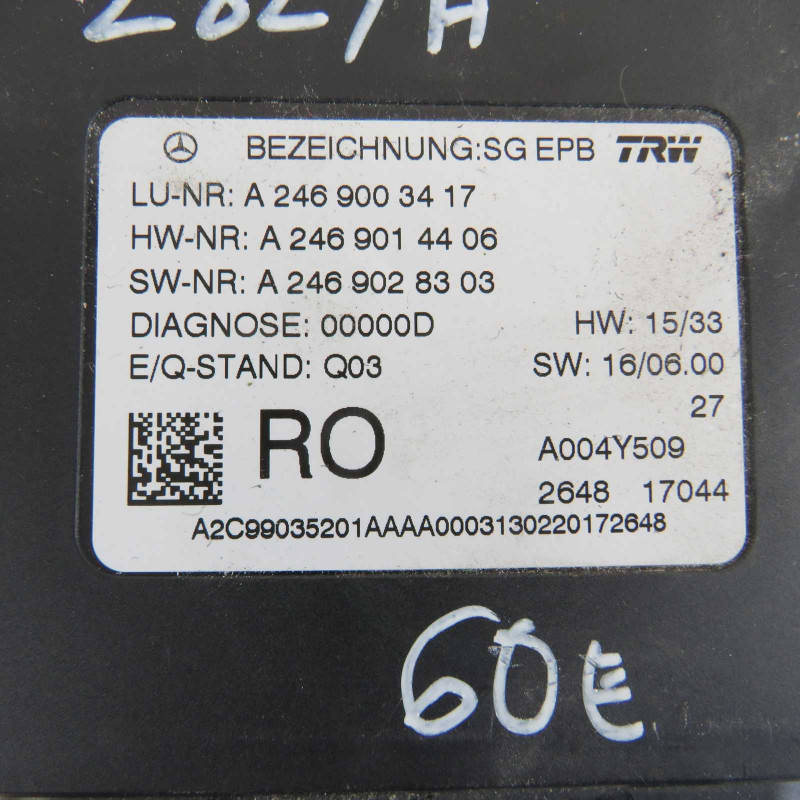 BEZEICHNUNG:SG EPB TRW
LU-NR: A 246 900 34 17
HW-NR: A 246 901 44 06
SW-NR: A 246 902 83 03
DIAGNOSE: 00000D HW: 15/33
E/Q-STAND: Q03 SW: 16/06.00
27
RO A004Y509
2648 17044
A2C99035201AAAA0003130220172648
60E